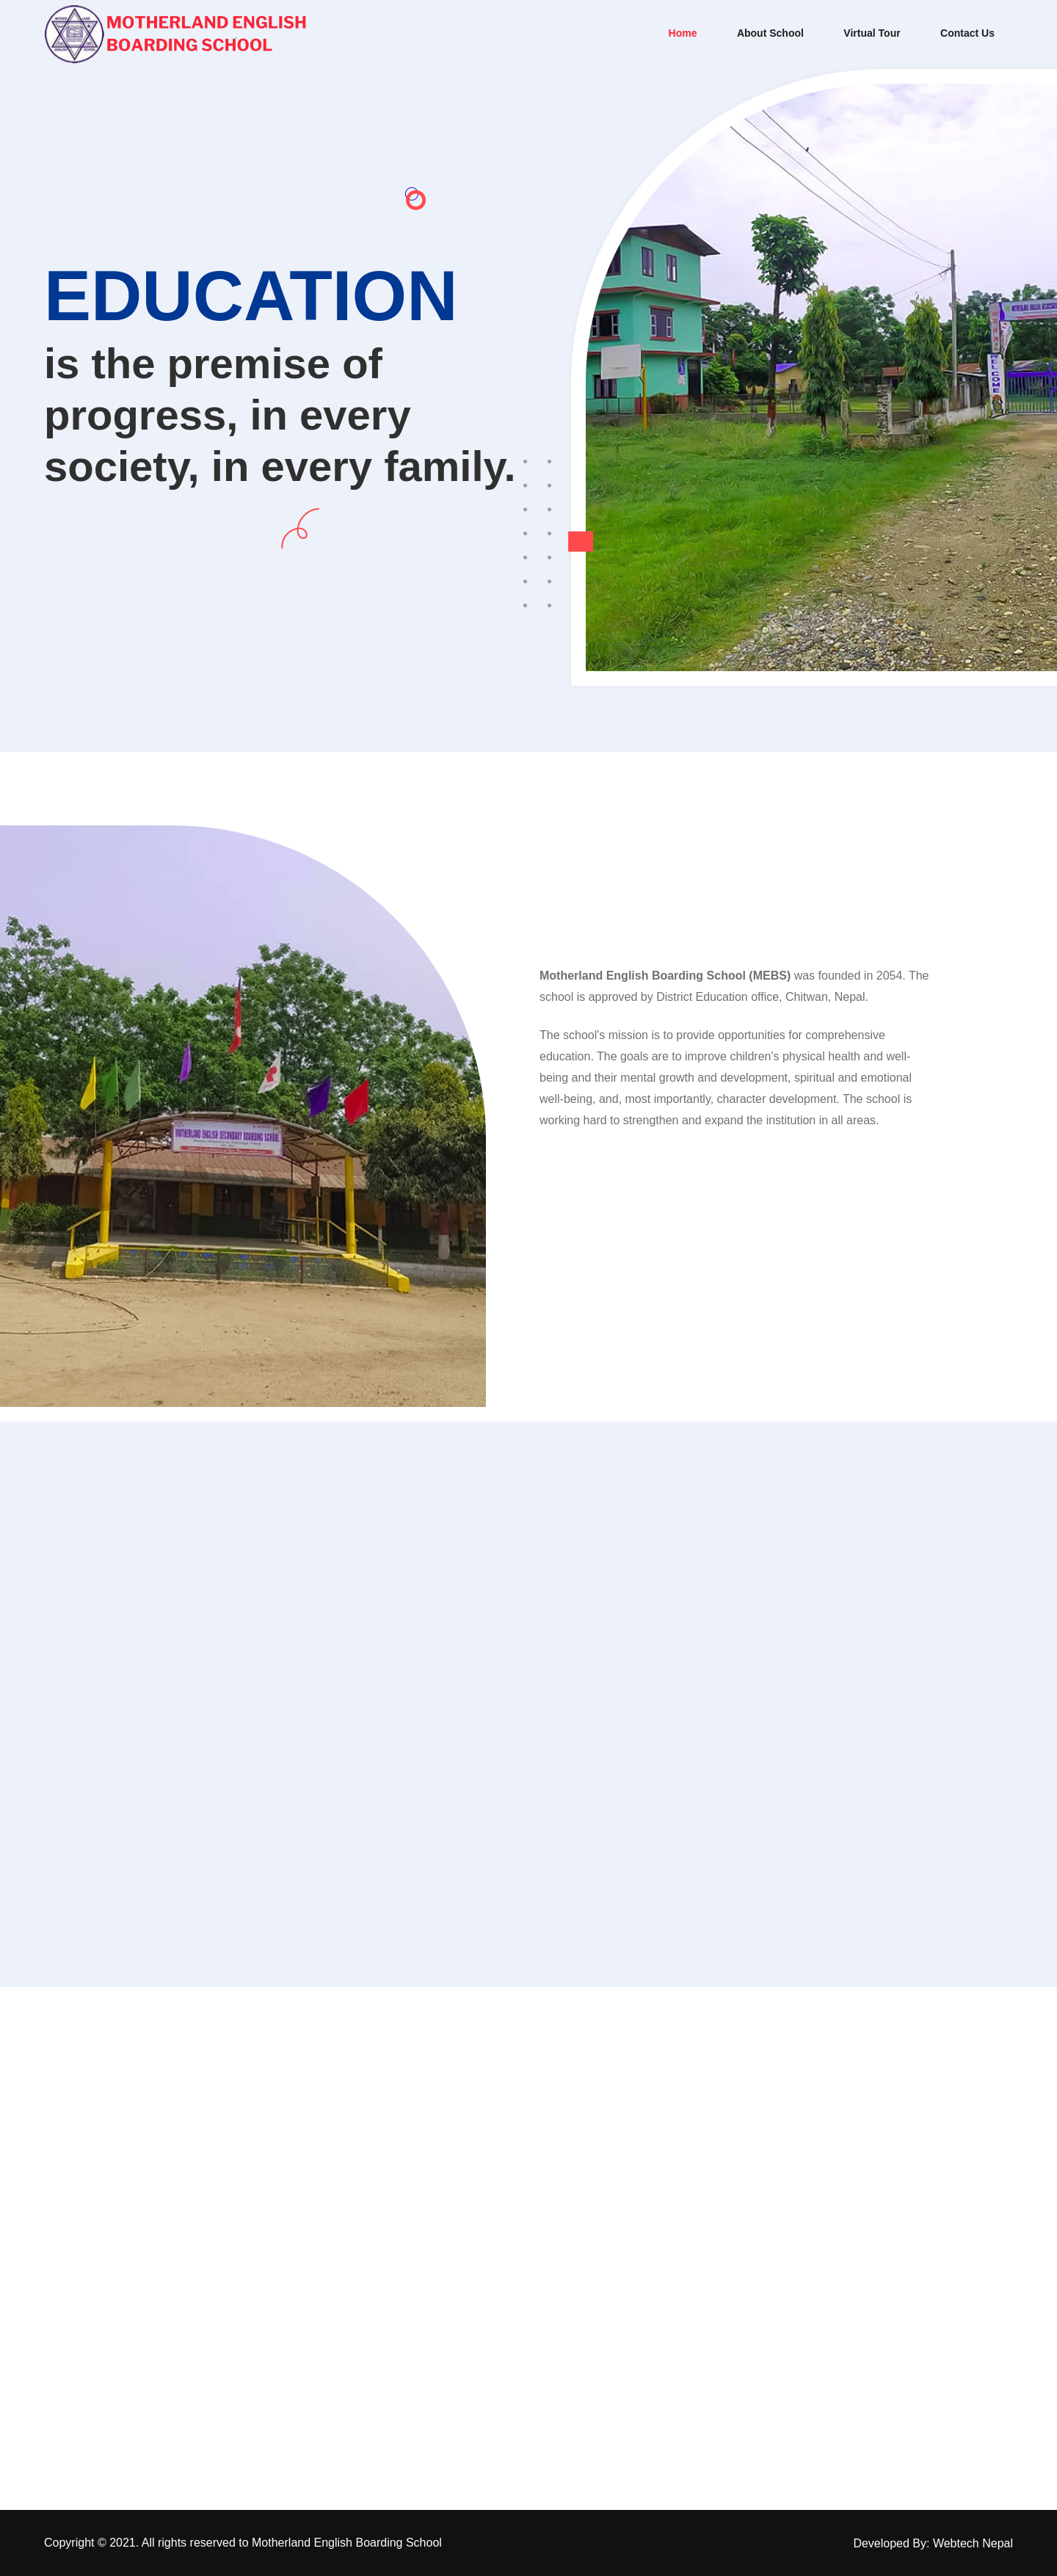 MOTHERLAND ENGLISH
BOARDING SCHOOL
Home
About School
Virtual Tour
Contact Us
EDUCATION
is the premise of
progress, in every
society, in every family.
WELCOME
Motherland English Boarding School (MEBS) was founded in 2054. The
school is approved by District Education office, Chitwan, Nepal.
The school's mission is to provide opportunities for comprehensive
education. The goals are to improve children's physical health and well-
being and their mental growth and development, spiritual and emotional
well-being, and, most importantly, character development. The school is
working hard to strengthen and expand the institution in all areas.
MOTHERLAND ENGLISH SECONDARY BOARDING SCHOOL
Copyright © 2021. All rights reserved to Motherland English Boarding School
Developed By: Webtech Nepal